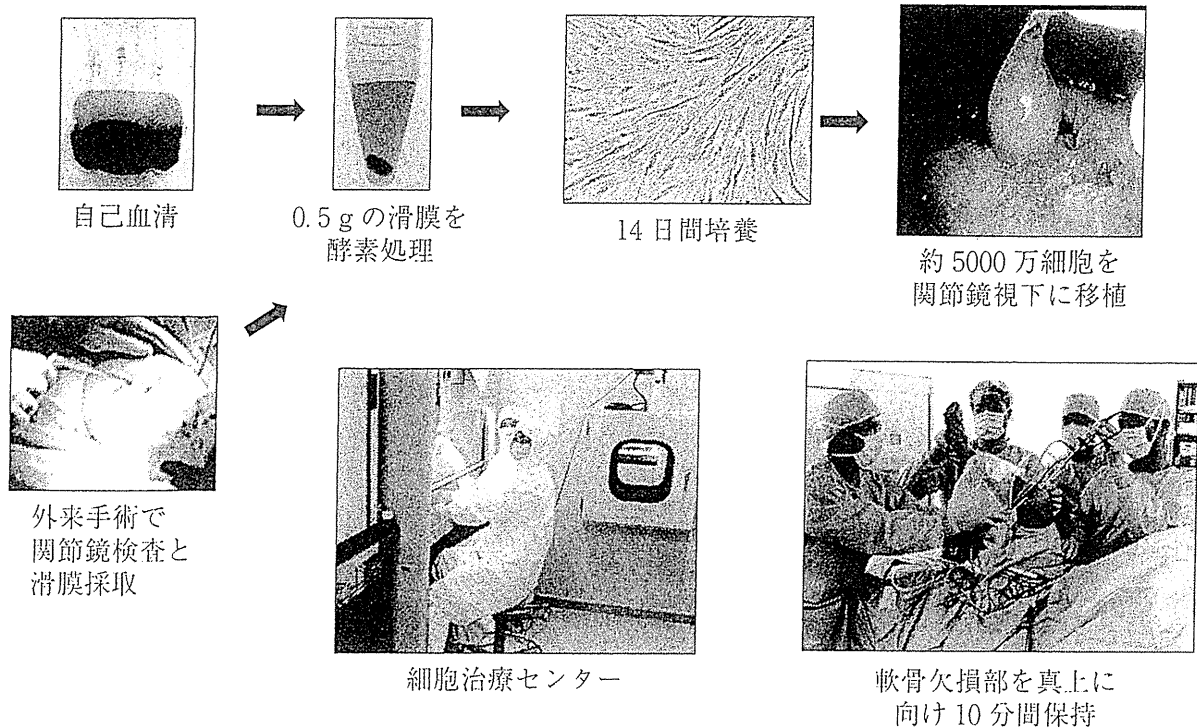 自己血清
0.5 g の滑膜を
酵素処理
14 日間培養
約 5000 万細胞を
関節鏡視下に移植
外来手術で
関節鏡検査と
滑膜採取
細胞治療センター
軟骨欠損部を真上に
向け 10 分間保持